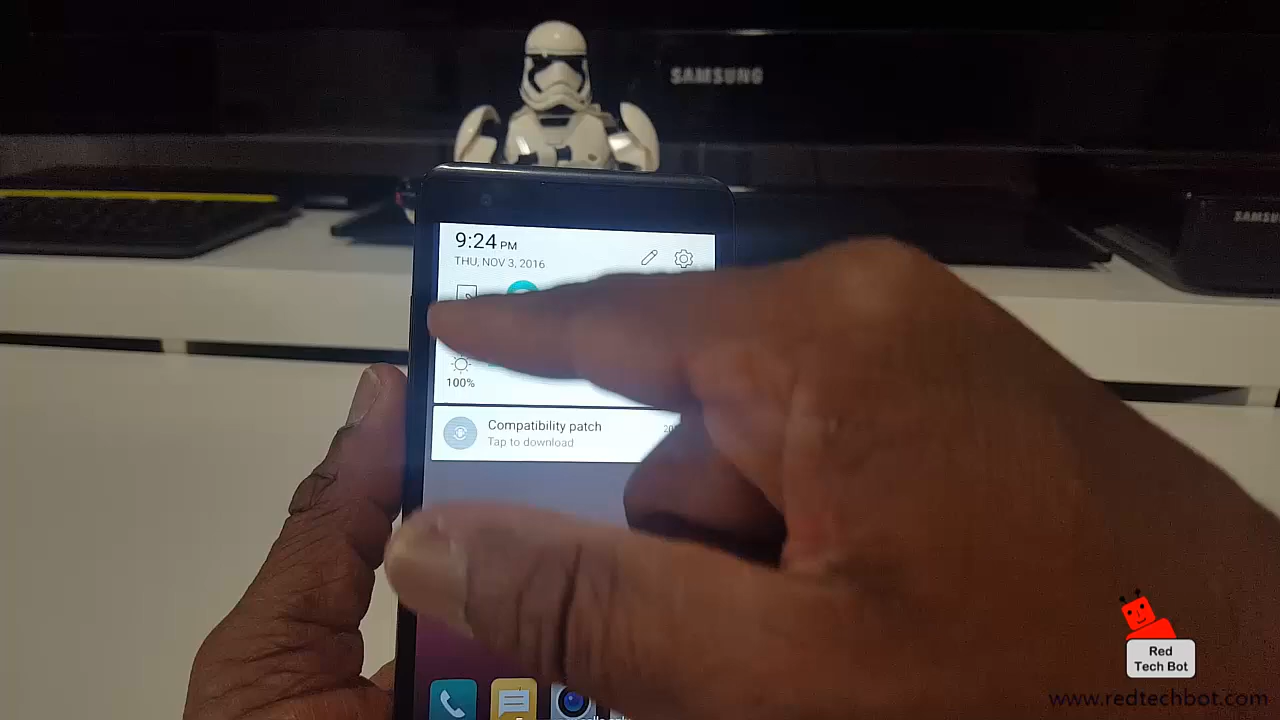 SAMSUNG
9:24 PM
THU, NOV 3, 2016
100%
Compatibility patch
Tap to download
Red
Tech Bot
www.redtechbot.com